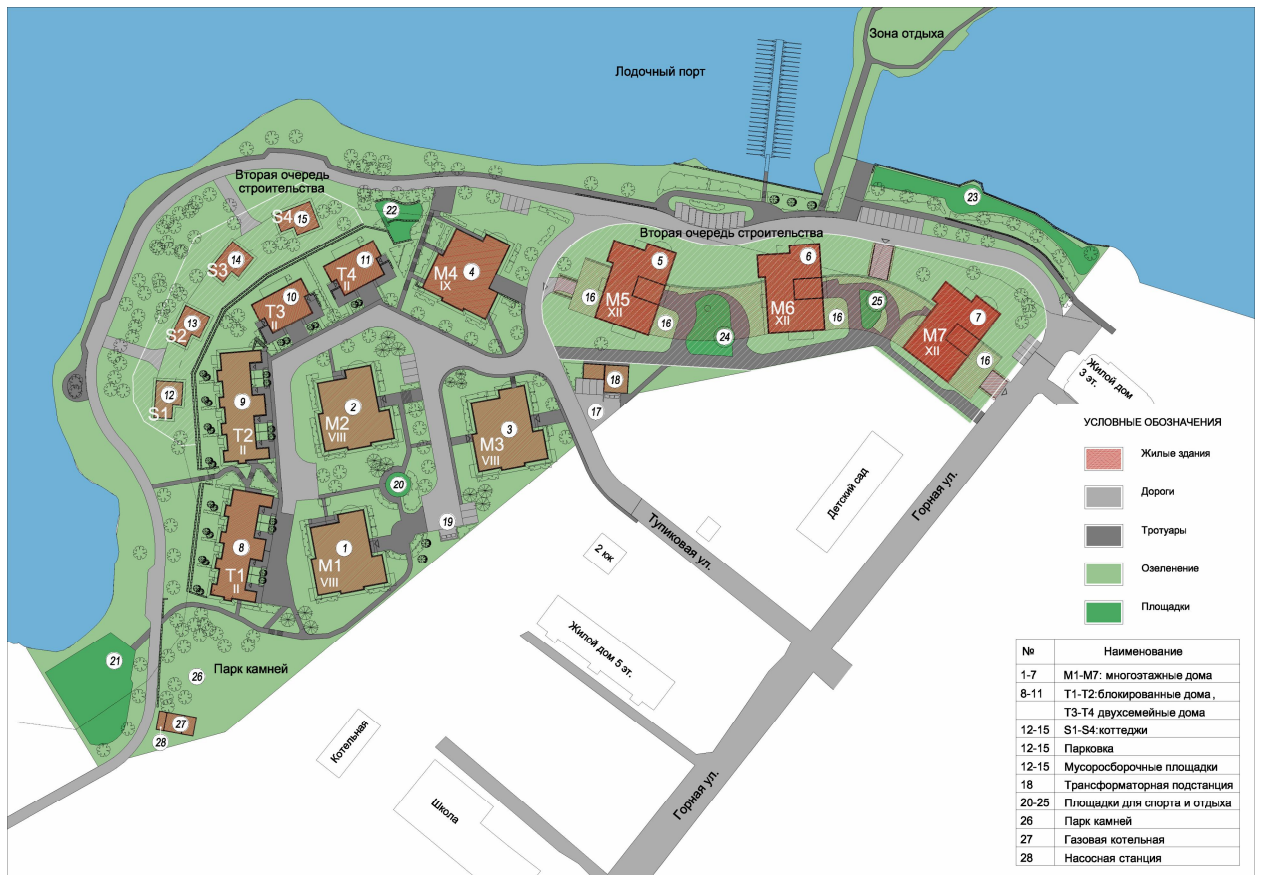 Зона отдыха
Лодочный порт
Вторая очередь
строительства
23
22
S4
15
Вторая очередь строительства
6
5
11
14
S3
T4
II
M4
IX
4
10
T3
II
M5
XII
16
16
M6
XII
16
25
7
M7
XII
16
24
13
S2
12
S1
9
T2
II
2
M2
VIII
3
M3
VIII
18
17
20
19
8
T1
II
1
M1
VIII
Жилой дом
3 эт.
Детский сад
Горная ул.
Тупиковая ул.
2 кж
Жилой дом 5 эт.
21
26
Парк камней
27
28
Котельная
Школа
Горная ул.
УСЛОВНЫЕ ОБОЗНАЧЕНИЯ
Жилые здания
Дороги
Тротуары
Озеленение
Площадки
№ Наименование
1-7 М1-М7: многоэтажные дома
8-11 Т1-Т2:блокированные дома ,
Т3-Т4 двухсемейные дома
12-15 S1-S4:коттеджи
12-15 Парковка
12-15 Мусоросборочные площадки
18 Трансформаторная подстанция
20-25 Площадки для спорта и отдыха
26 Парк камней
27 Газовая котельная
28 Насосная станция